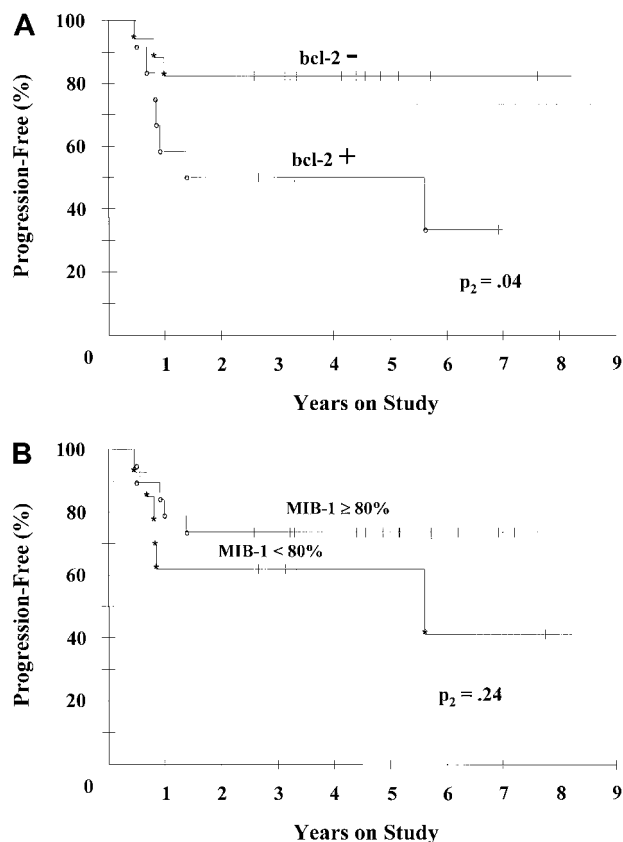 A
Progression-Free (%)
100
80
60
40
20
0
bcl-2 −
bcl-2 +
p2 = .04
1 2 3 4 5 6 7 8 9
Years on Study
B
Progression-Free (%)
100
80
60
40
20
0
MIB-1 ≥ 80%
MIB-1 < 80%
p2 = .24
1 2 3 4 5 6 7 8 9
Years on Study